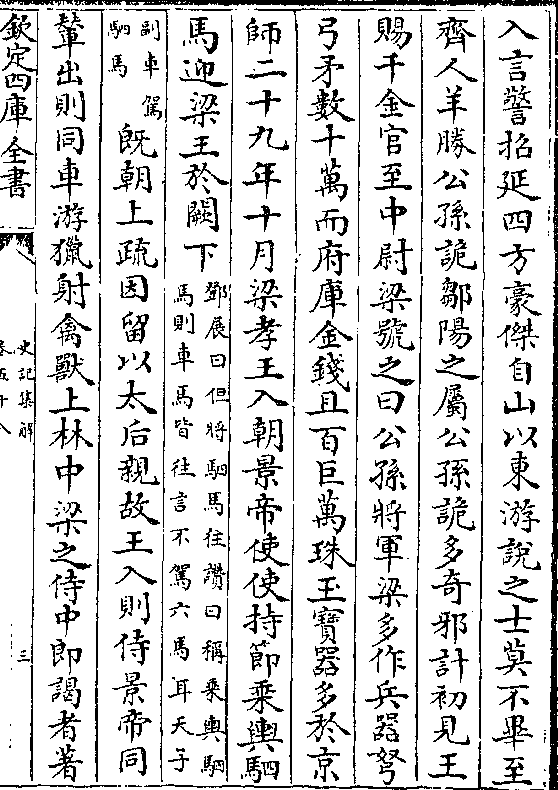 入言警招延四方豪傑自山以東游說之士莫不畢至
齊人羊勝公孫詭鄒陽之屬公孫詭多奇邪計初見王
賜千金官至中尉梁號之曰公孫將軍梁多作兵器弩
弓矛數十萬而府庫金錢且百巨萬珠玉寶器多於京
師二十九年十月梁孝王入朝景帝使使持節乘輿駟
馬迎梁王於闕下鄧展曰但將駟馬往讚曰稱乘輿駟
馬則車馬皆往言不駕六馬耳天子
副車駕
駟馬既朝上疏因留以太后親故王入則侍景帝同
輦出則同車游獵射禽獸上林中梁之侍中郎謁者著
欽定四庫全書
史記集解
卷五十八
三